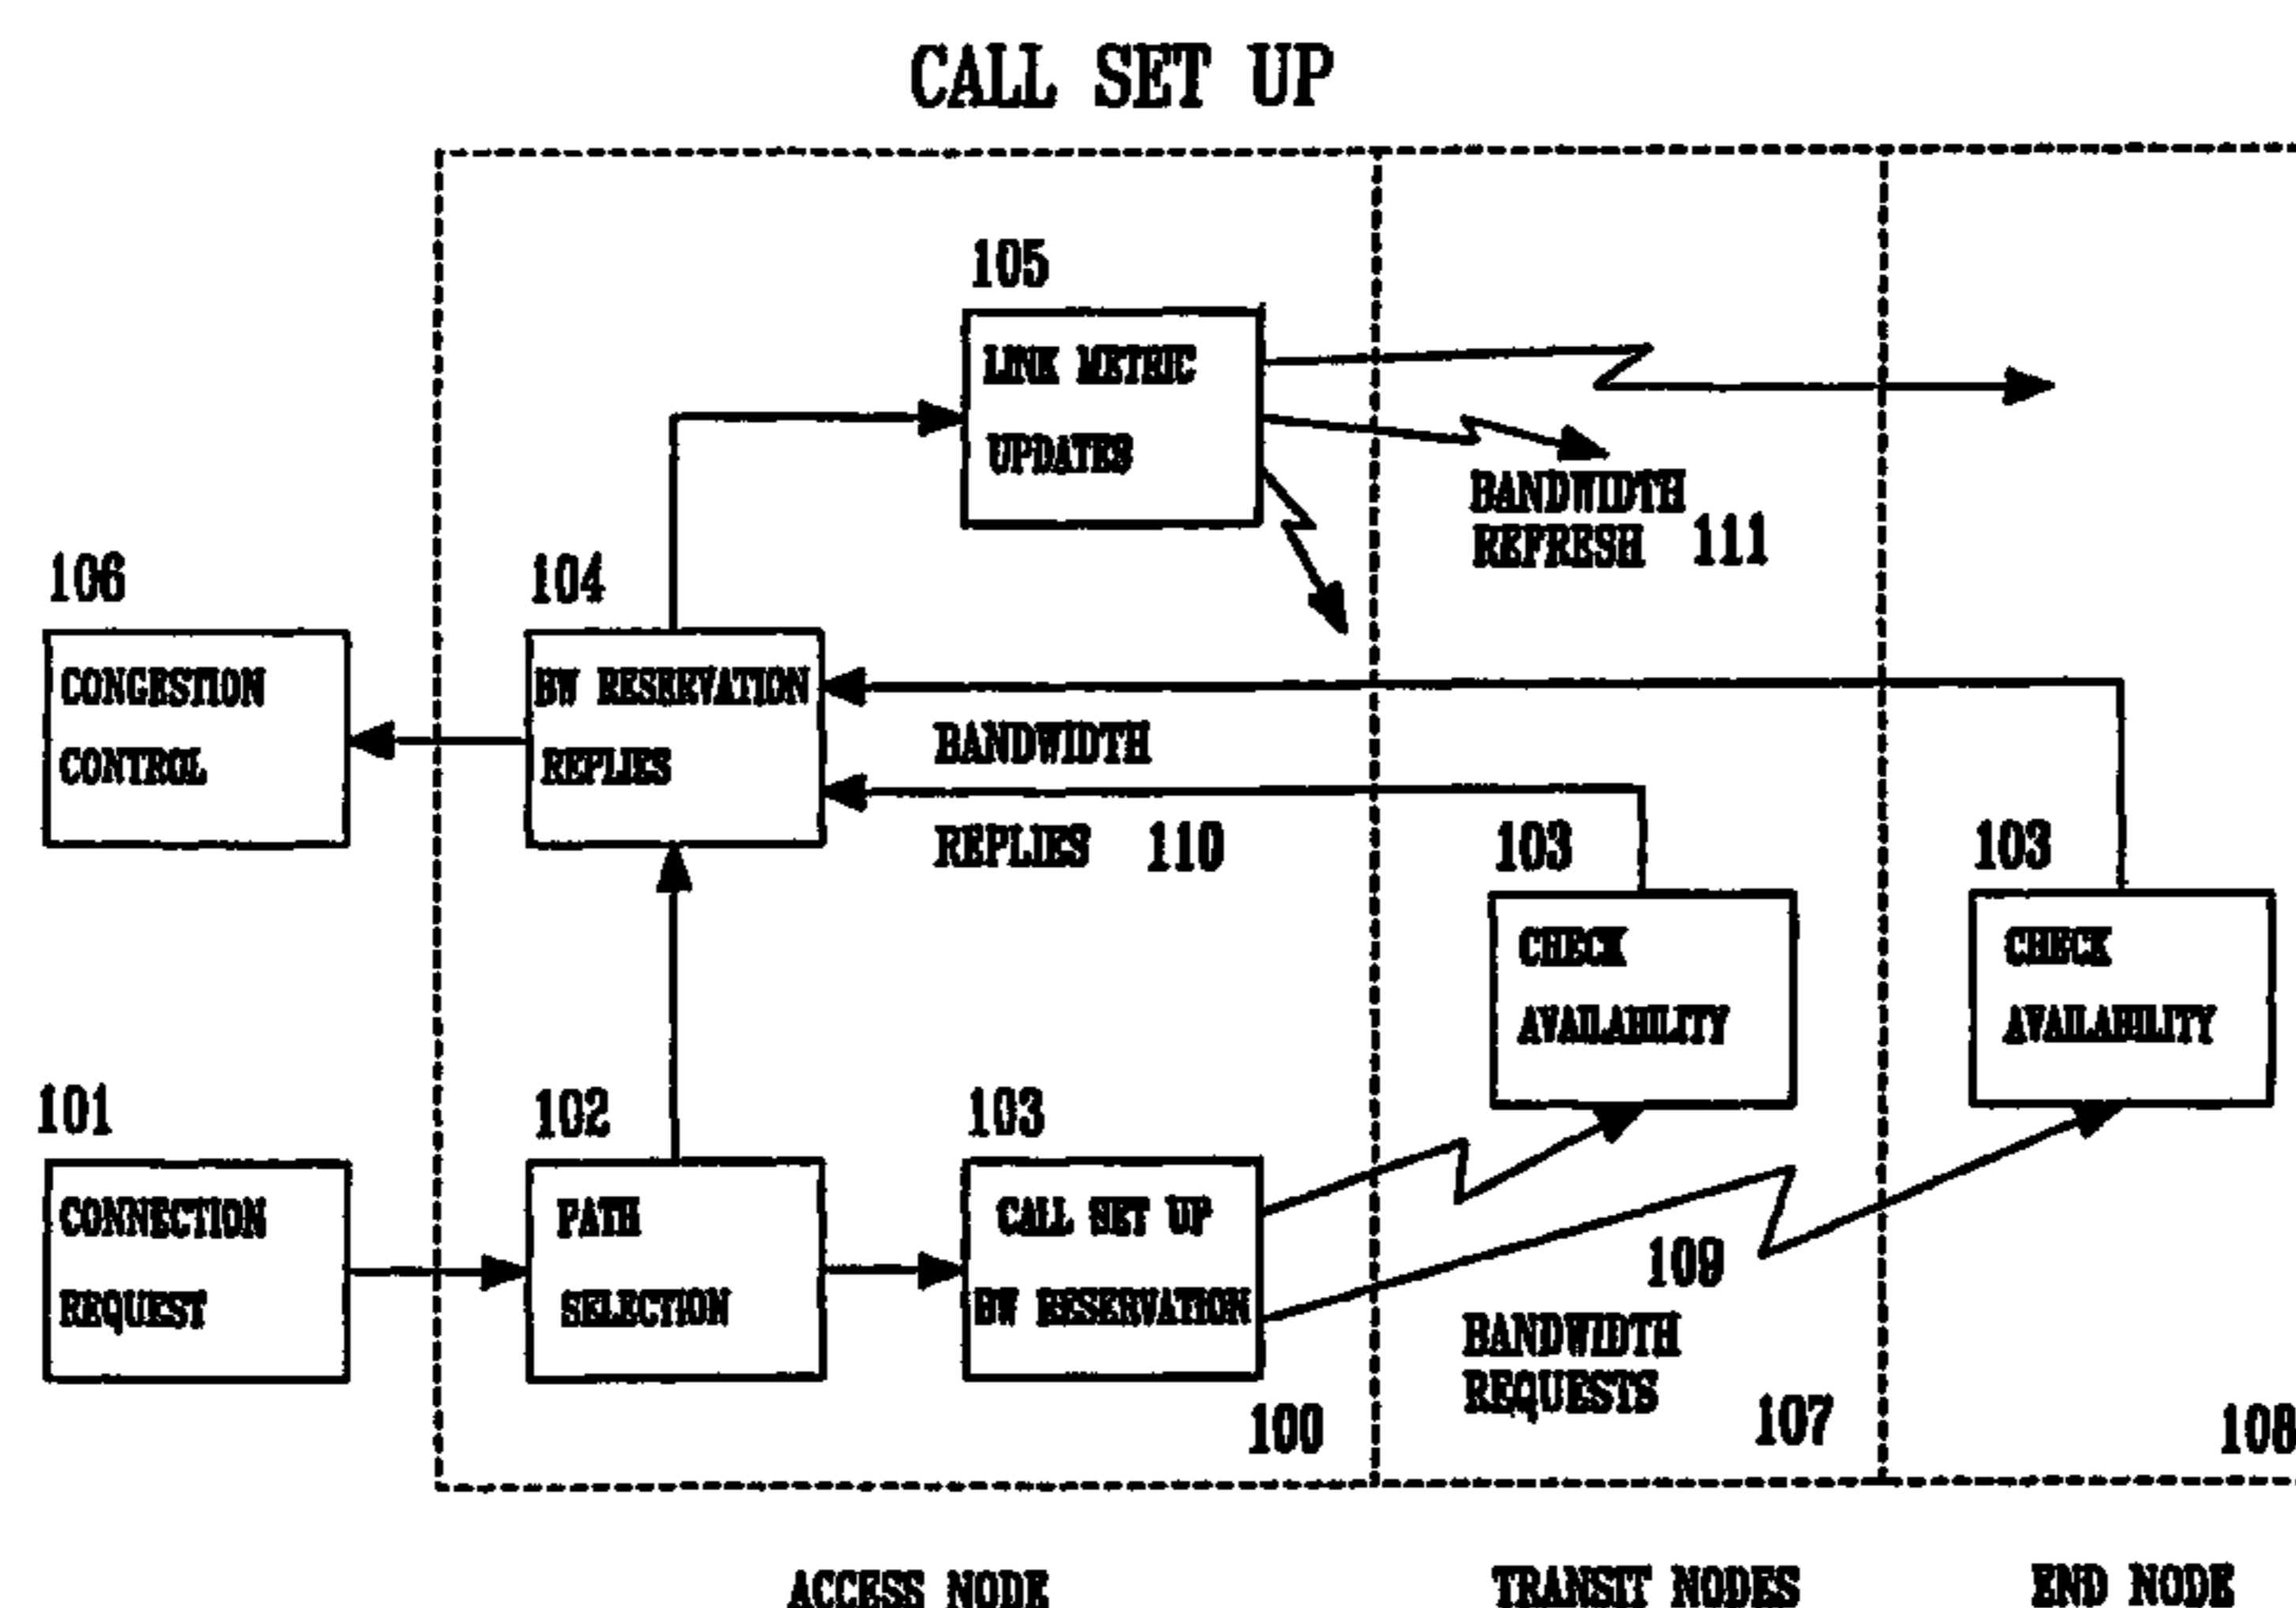 CALL SET UP
105
LINK METRIC
UPDATES
BANDWIDTH
REFRESH 111
106
CONGESTION
CONTROL
104
BW RESERVATION
REPLIES
BANDWIDTH
REPLIES 110
103
CHECK
AVAILABILITY
103
CHECK
AVAILABILITY
101
CONNECTION
REQUEST
102
PATH
SELECTION
103
CALL SET UP
BW RESERVATION
109
BANDWIDTH
REQUESTS
100
107
108
ACCESS NODE
TRANSIT NODES
END NODE